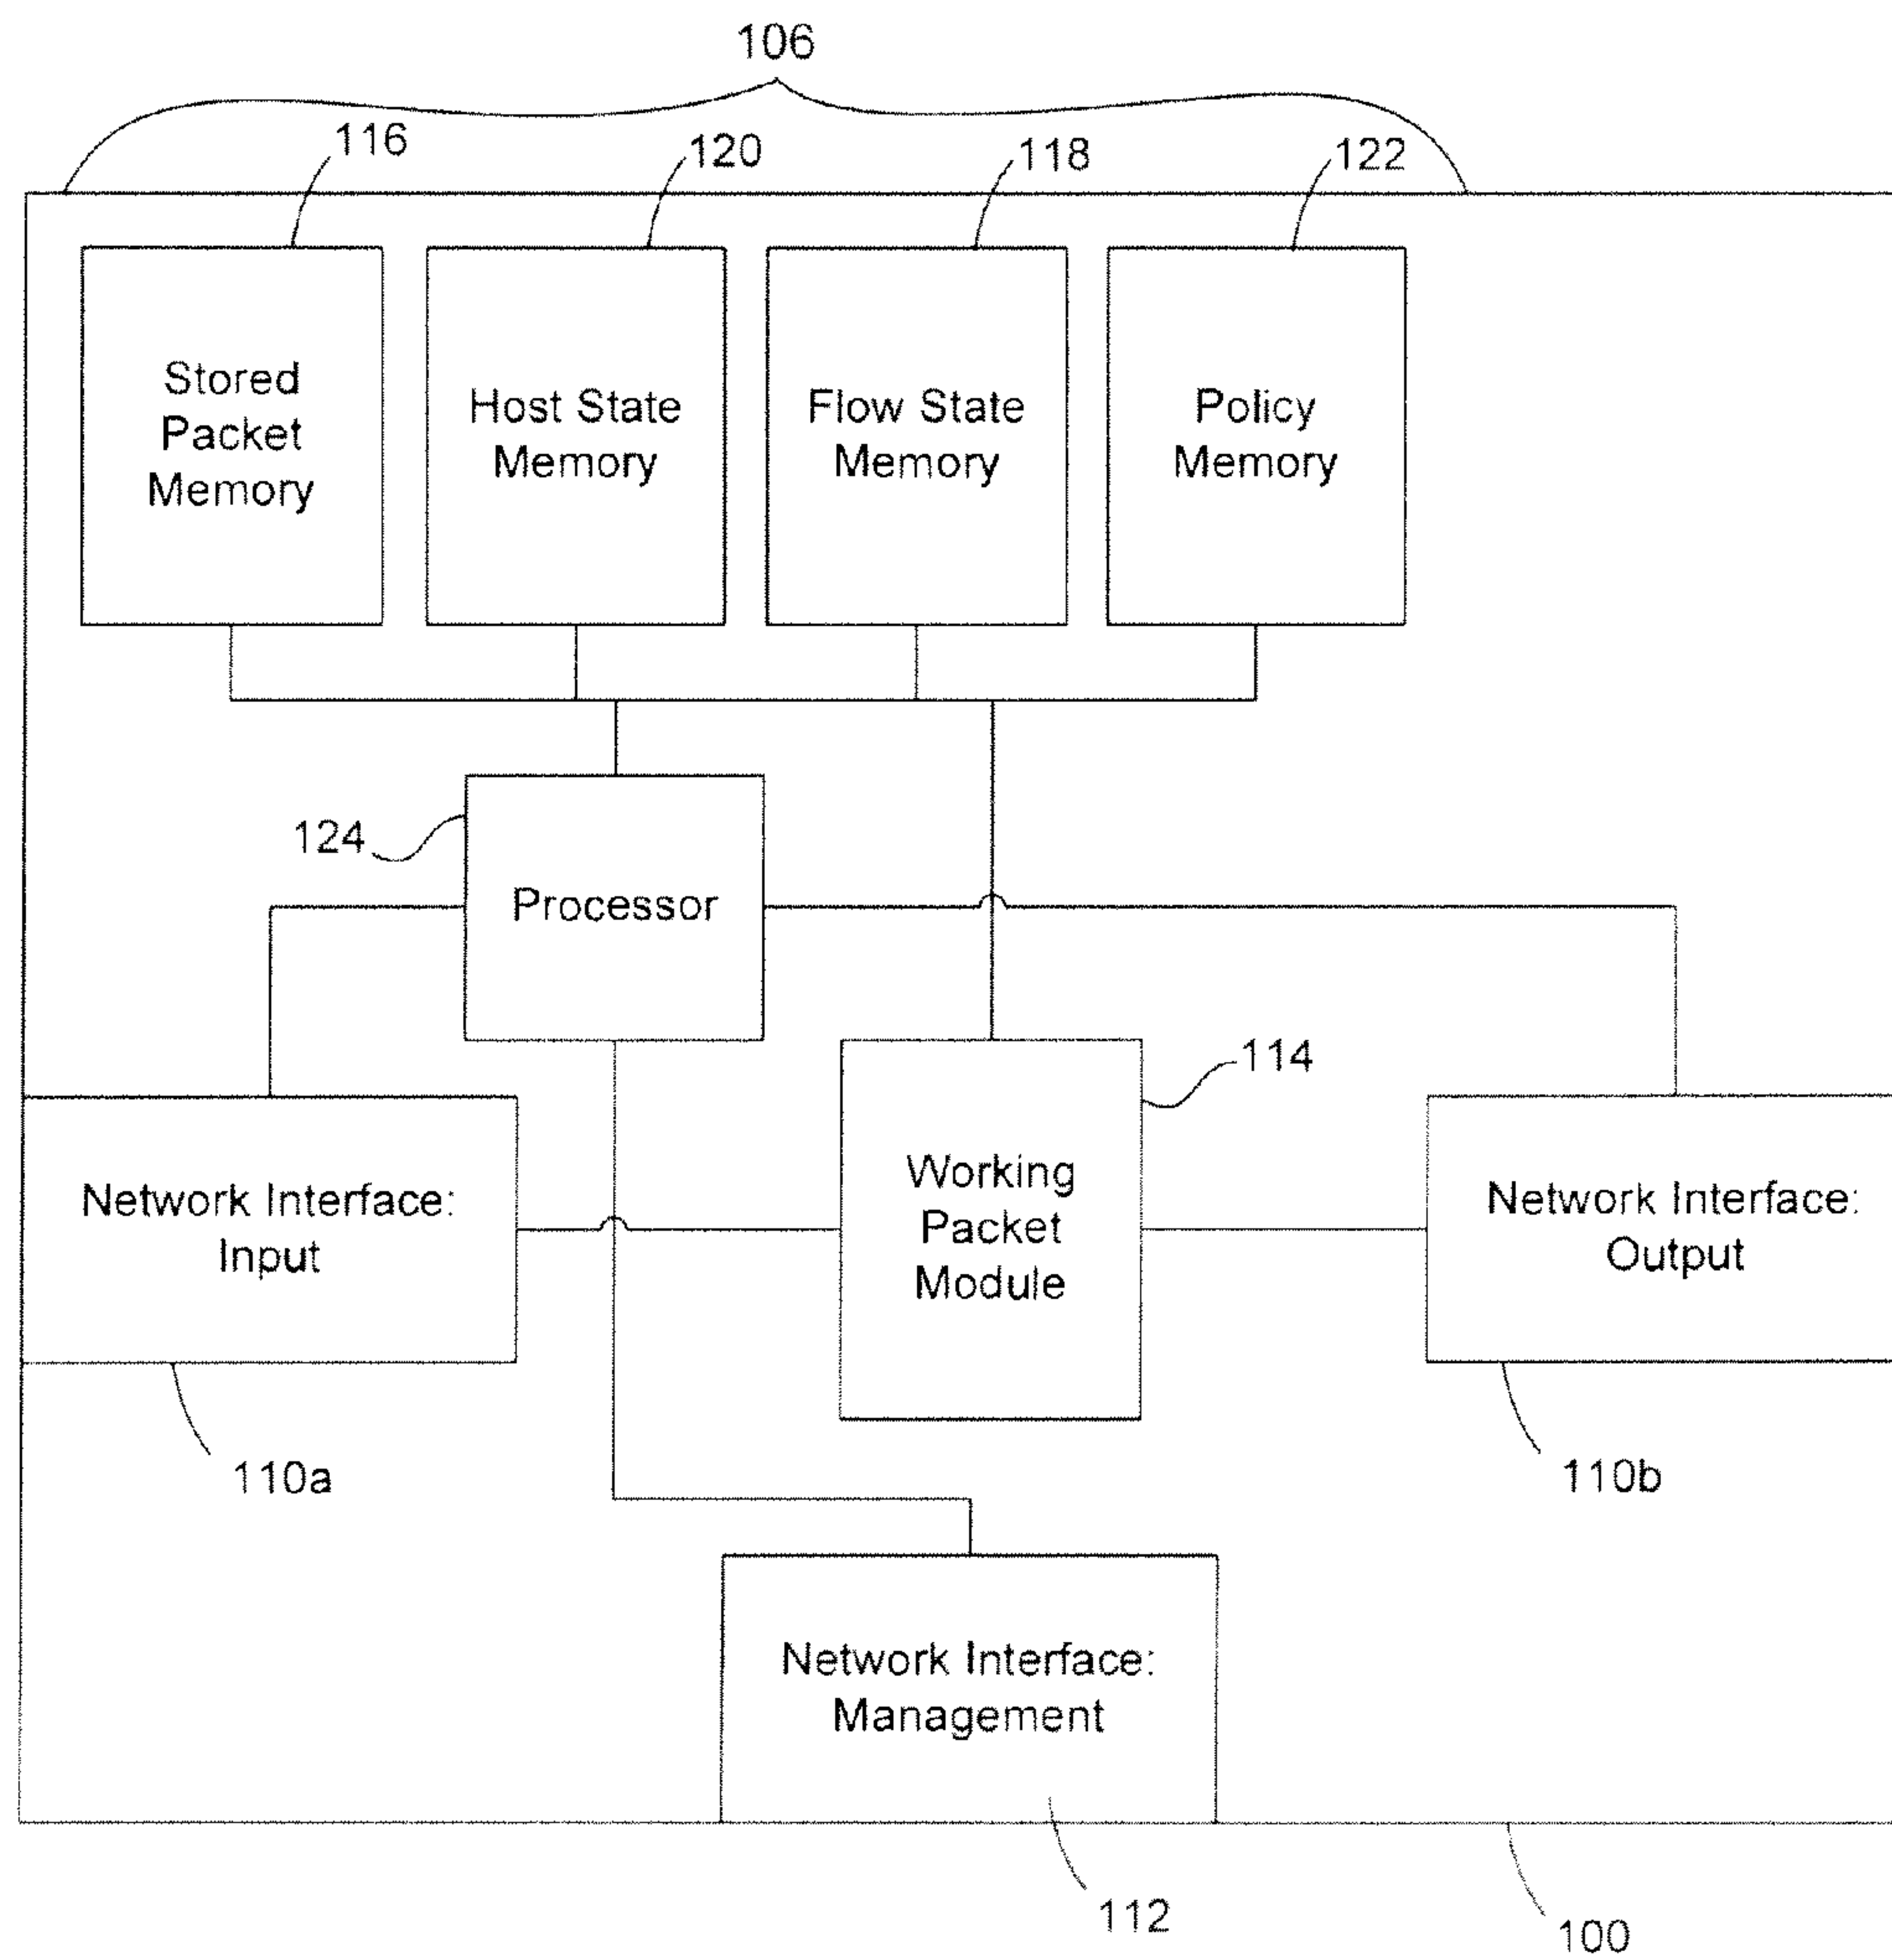 106
116
120
118
122
Stored
Packet
Memory
Host State
Memory
Flow State
Memory
Policy
Memory
124
Processor
114
Network Interface:
Input
Working
Packet
Module
Network Interface:
Output
110a
110b
Network Interface:
Management
112
100